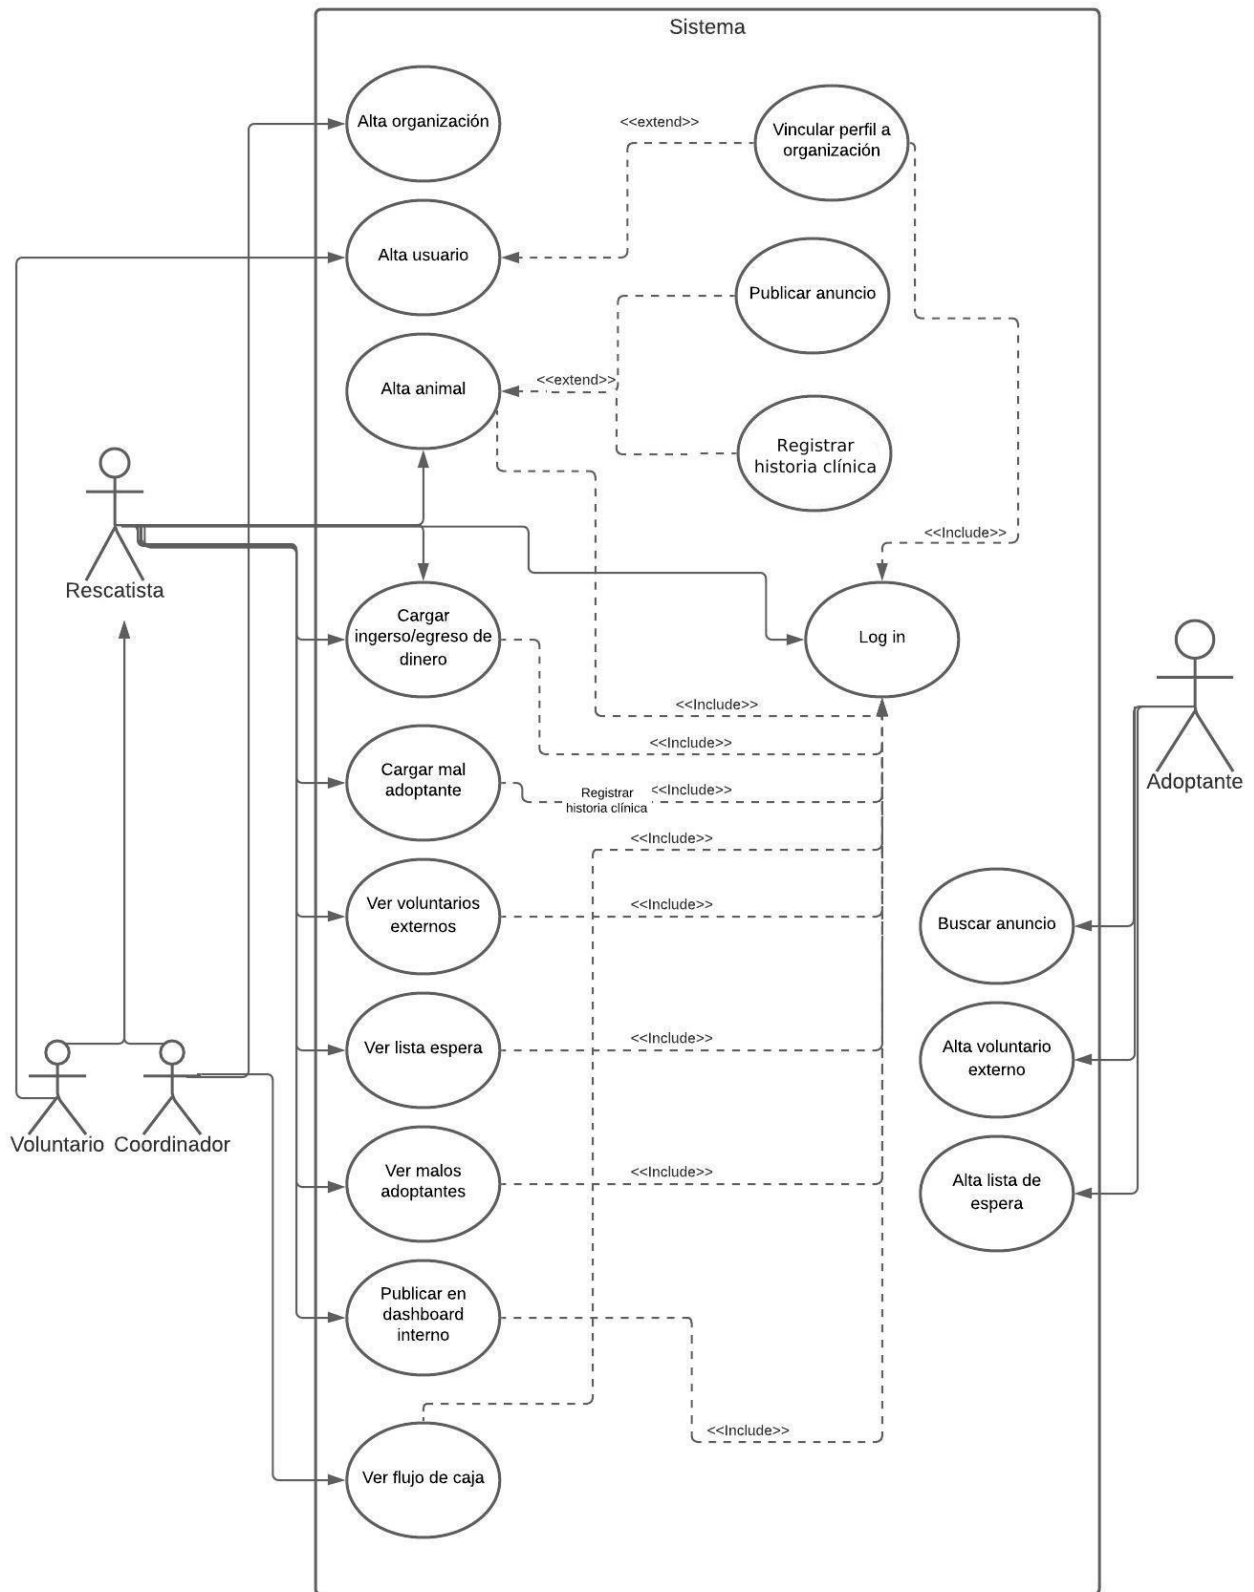 Sistema
Alta organización
<<extend>>
Vincular perfil a
organización
Alta usuario
Publicar anuncio
Alta animal
<<extend>>
Registrar
historia clínica
Rescatista
<<Include>>
Cargar
ingerso/egreso de
dinero
Log in
Adoptante
<<Include>>
<<Include>>
Cargar mal
adoptante
Registrar
historia clínica
<<Include>>
<<Include>>
Ver voluntarios
externos
<<Include>>
Buscar anuncio
Ver lista espera
<<Include>>
Alta voluntario
externo
Voluntario
Coordinador
Ver malos
adoptantes
<<Include>>
Alta lista de
espera
Publicar en
dashboard
interno
<<Include>>
Ver flujo de caja